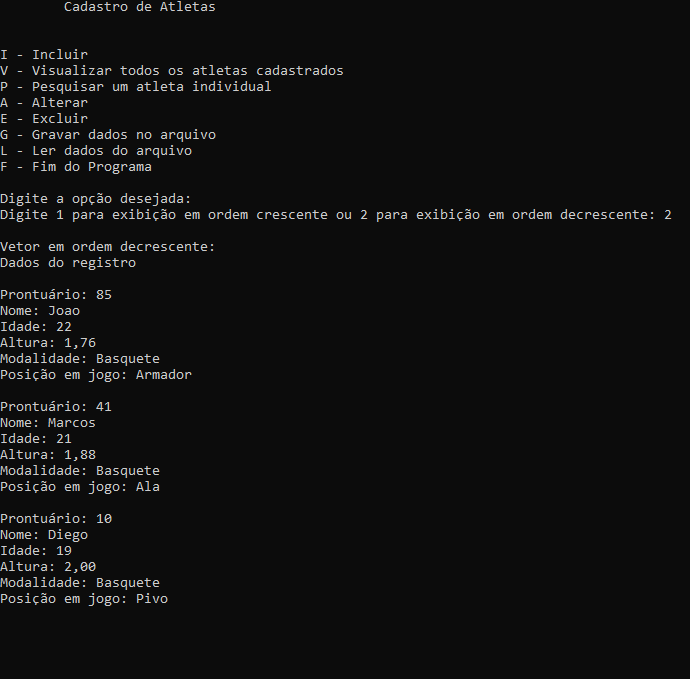 Cadastro de Atletas
I - Incluir
V - Visualizar todos os atletas cadastrados
P - Pesquisar um atleta individual
A - Alterar
E - Excluir
G - Gravar dados no arquivo
L - Ler dados do arquivo
F - Fim do Programa
Digite a opção desejada:
Digite 1 para exibição em ordem crescente ou 2 para exibição em ordem decrescente: 2
Vetor em ordem decrescente:
Dados do registro
Prontuário: 85
Nome: Joao
Idade: 22
Altura: 1,76
Modalidade: Basquete
Posição em jogo: Armador
Prontuário: 41
Nome: Marcos
Idade: 21
Altura: 1,88
Modalidade: Basquete
Posição em jogo: Ala
Prontuário: 10
Nome: Diego
Idade: 19
Altura: 2,00
Modalidade: Basquete
Posição em jogo: Pivo